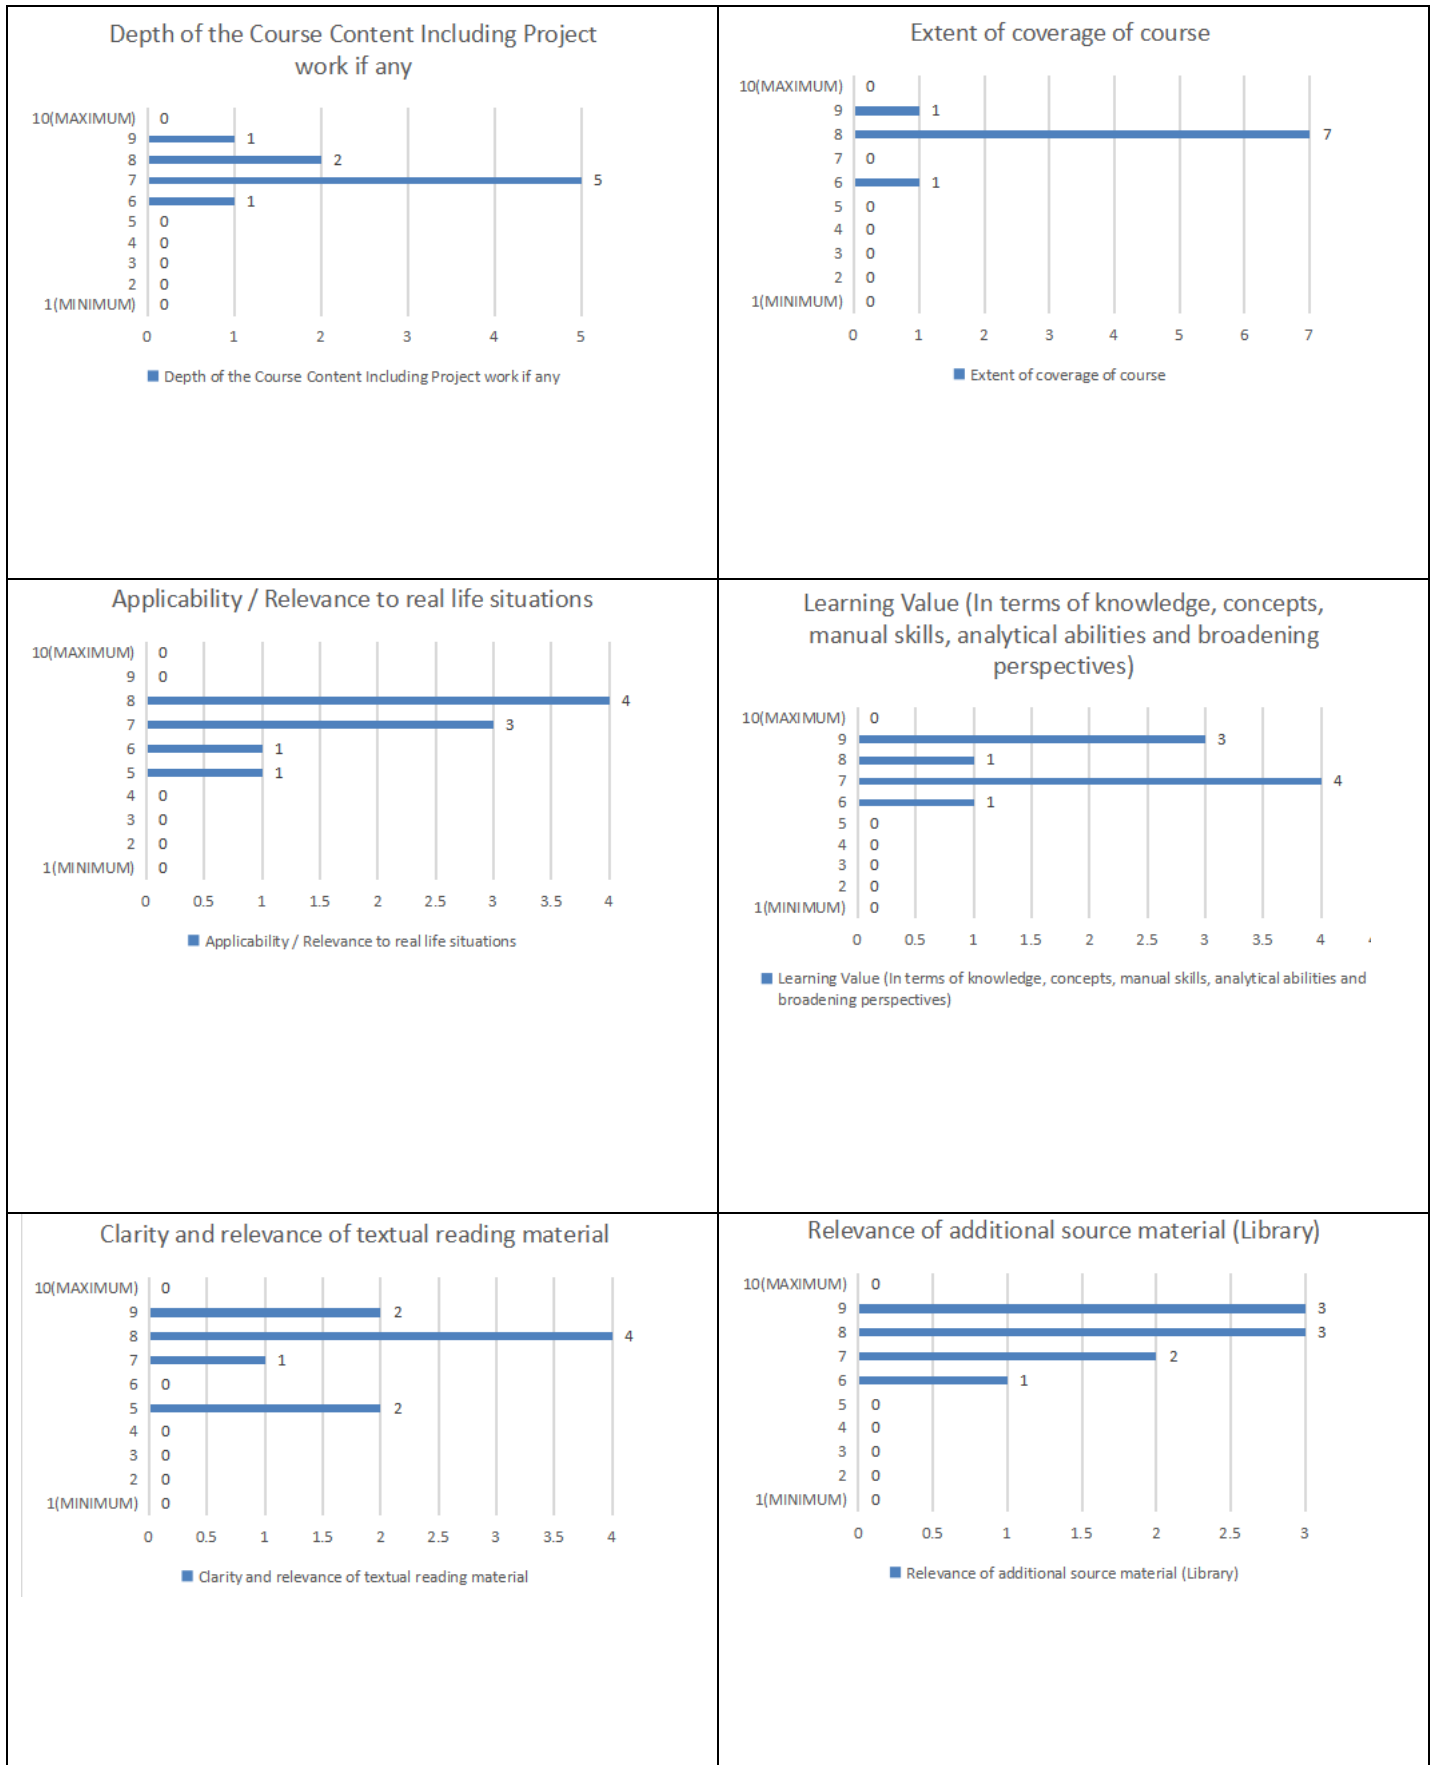 Depth of the Course Content Including Project
work if any
10(MAXIMUM) 0
9 1
8 2
7 5
6 1
5 0
4 0
3 0
2 0
1(MINIMUM) 0
0 1 2 3 4 5
Depth of the Course Content Including Project work if any
Extent of coverage of course
10(MAXIMUM) 0
9 1
8 7
7 0
6 1
5 0
4 0
3 0
2 0
1(MINIMUM) 0
0 1 2 3 4 5 6 7
Extent of coverage of course
Applicability / Relevance to real life situations
10(MAXIMUM) 0
9 0
8 4
7 3
6 1
5 1
4 0
3 0
2 0
1(MINIMUM) 0
0 0.5 1 1.5 2 2.5 3 3.5 4
Applicability / Relevance to real life situations
Learning Value (In terms of knowledge, concepts,
manual skills, analytical abilities and broadening
perspectives)
10(MAXIMUM) 0
9 3
8 1
7 4
6 1
5 0
4 0
3 0
2 0
1(MINIMUM) 0
0 0.5 1 1.5 2 2.5 3 3.5 4
Learning Value (In terms of knowledge, concepts, manual skills, analytical abilities and
broadening perspectives)
Clarity and relevance of textual reading material
10(MAXIMUM) 0
9 2
8 4
7 1
6 0
5 2
4 0
3 0
2 0
1(MINIMUM) 0
0 0.5 1 1.5 2 2.5 3 3.5 4
Clarity and relevance of textual reading material
Relevance of additional source material (Library)
10(MAXIMUM) 0
9 3
8 3
7 2
6 1
5 0
4 0
3 0
2 0
1(MINIMUM) 0
0 0.5 1 1.5 2 2.5 3
Relevance of additional source material (Library)